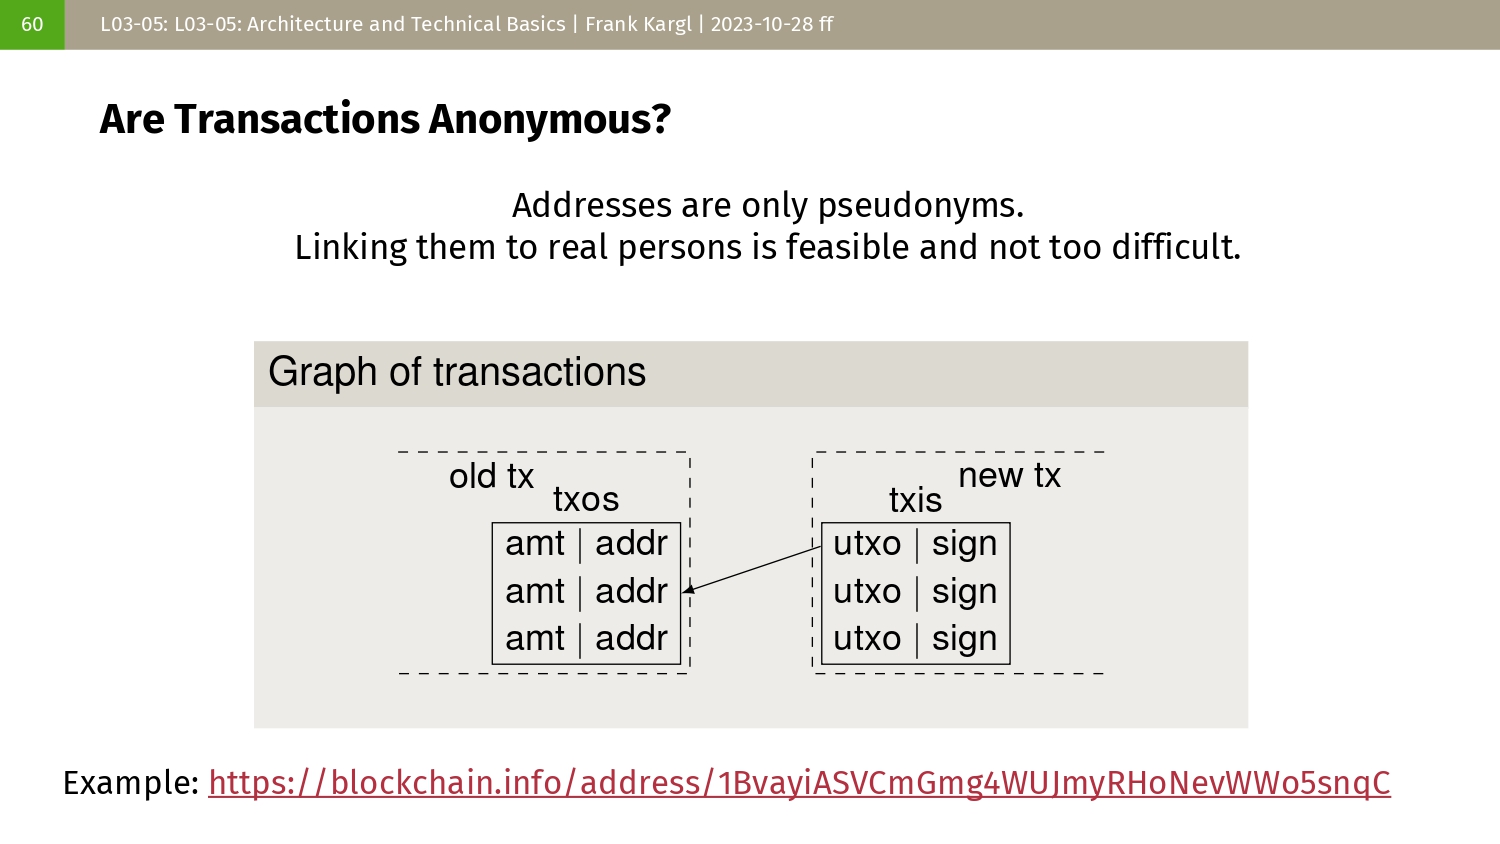 60 L03-05: L03-05: Architecture and Technical Basics | Frank Kargl | 2023-10-28 ff
Are Transactions Anonymous?
Addresses are only pseudonyms.
Linking them to real persons is feasible and not too difficult.
Graph of transactions
old tx
txos
amt | addr
amt | addr
amt | addr
new tx
txis
utxo | sign
utxo | sign
utxo | sign
Example: https://blockchain.info/address/1BvayiASVCmGmg4WUJmyRHoNevWWo5snqC